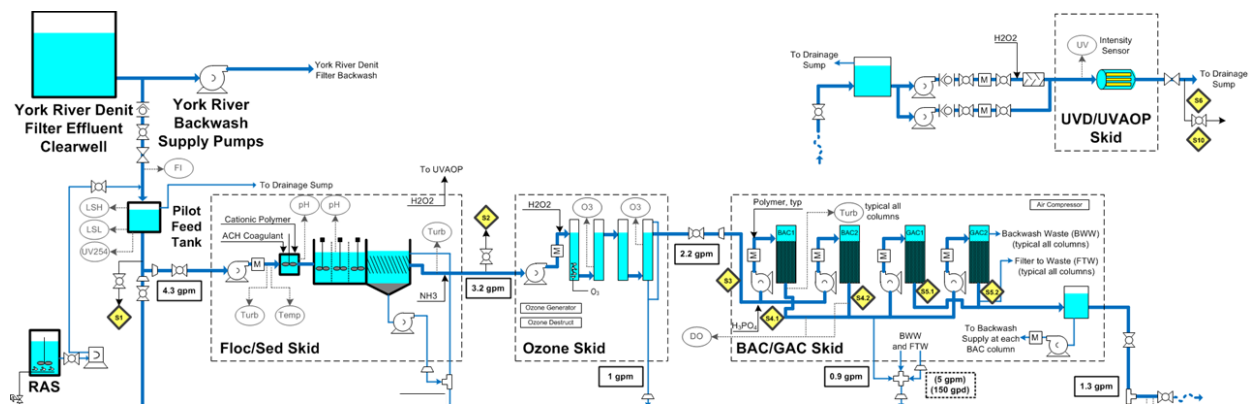 York River Denit
Filter Effluent
Clearwell
York River Denit
Filter Backwash
York River
Backwash
Supply Pumps
FI
To Drainage Sump
LSH
LSL
UV254
Pilot
Feed
Tank
S1
RAS
4.3 gpm
Cationic Polymer
ACH Coagulant
pH
pH
M
Turb
Temp
Floc/Sed Skid
To UVAOP
H2O2
Turb
NH3
S2
3.2 gpm
H2O2
M
O3
O3
O₃
Ozone Generator
Ozone Destruct
Ozone Skid
1 gpm
2.2 gpm
To Drainage
Sump
M
M
H2O2
UV
Intensity
Sensor
UVD/UVAOP
Skid
To Drainage
Sump
S6
S10
Polymer, typ
Turb
typical all
columns
Air Compressor
BAC1
BAC2
GAC1
GAC2
M
M
M
M
Backwash Waste (BWW)
(typical all columns)
Filter to Waste (FTW)
(typical all columns)
S3
S4.1
S4.2
S5.1
S5.2
H₃PO₄
DO
BAC/GAC Skid
To Backwash
Supply at each
BAC column
M
BWW
and FTW
0.9 gpm
(5 gpm)
(150 gpd)
1.3 gpm